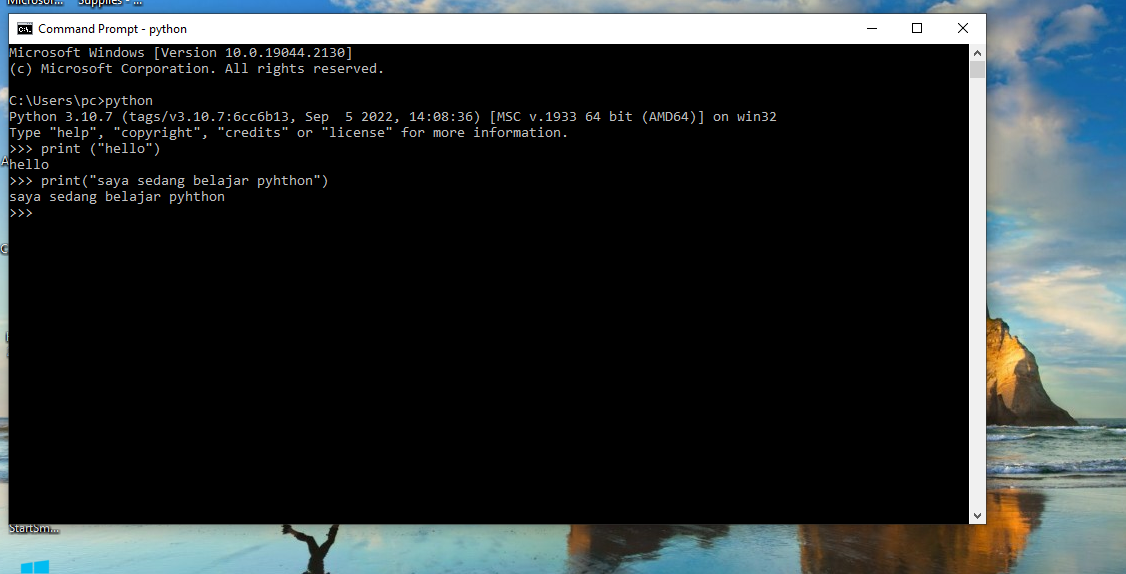 Microsof... Supplies - ...
Command Prompt - python
Microsoft Windows [Version 10.0.19044.2130]
(c) Microsoft Corporation. All rights reserved.
C:\Users\pc>python
Python 3.10.7 (tags/v3.10.7:6cc6b13, Sep  5 2022, 14:08:36) [MSC v.1933 64 bit (AMD64)] on win32
Type "help", "copyright", "credits" or "license" for more information.
>>> print ("hello")
hello
>>> print("saya sedang belajar pyhthon")
saya sedang belajar pyhthon
>>>
StartSm...